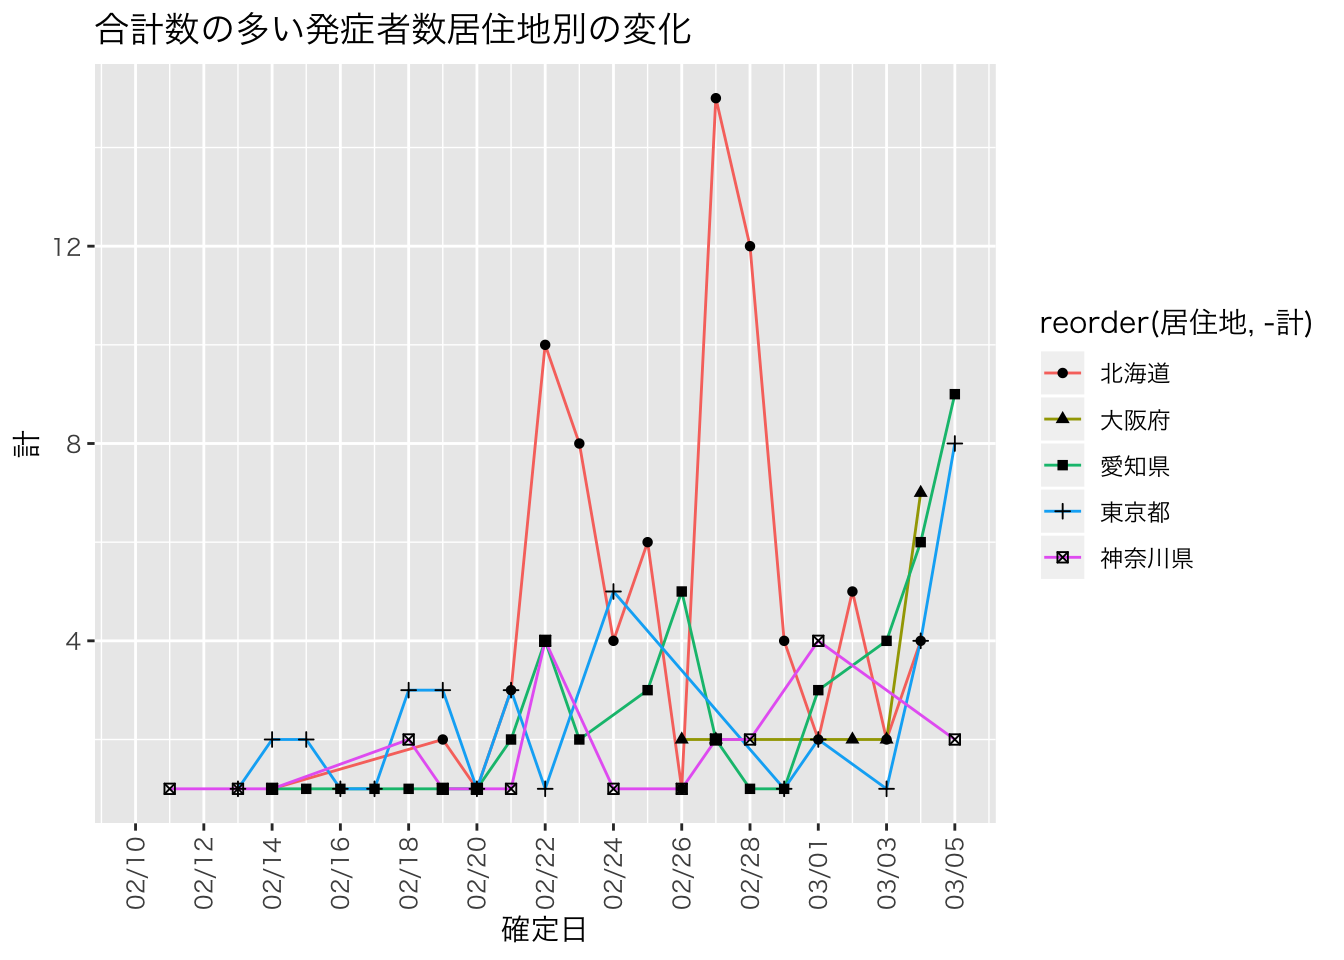 合計数の多い発症者数居住地別の変化
計
12
8
4
02/10
02/12
02/14
02/16
02/18
02/20
02/22
02/24
02/26
02/28
03/01
03/03
03/05
確定日
reorder(居住地, -計)
北海道
大阪府
愛知県
東京都
神奈川県